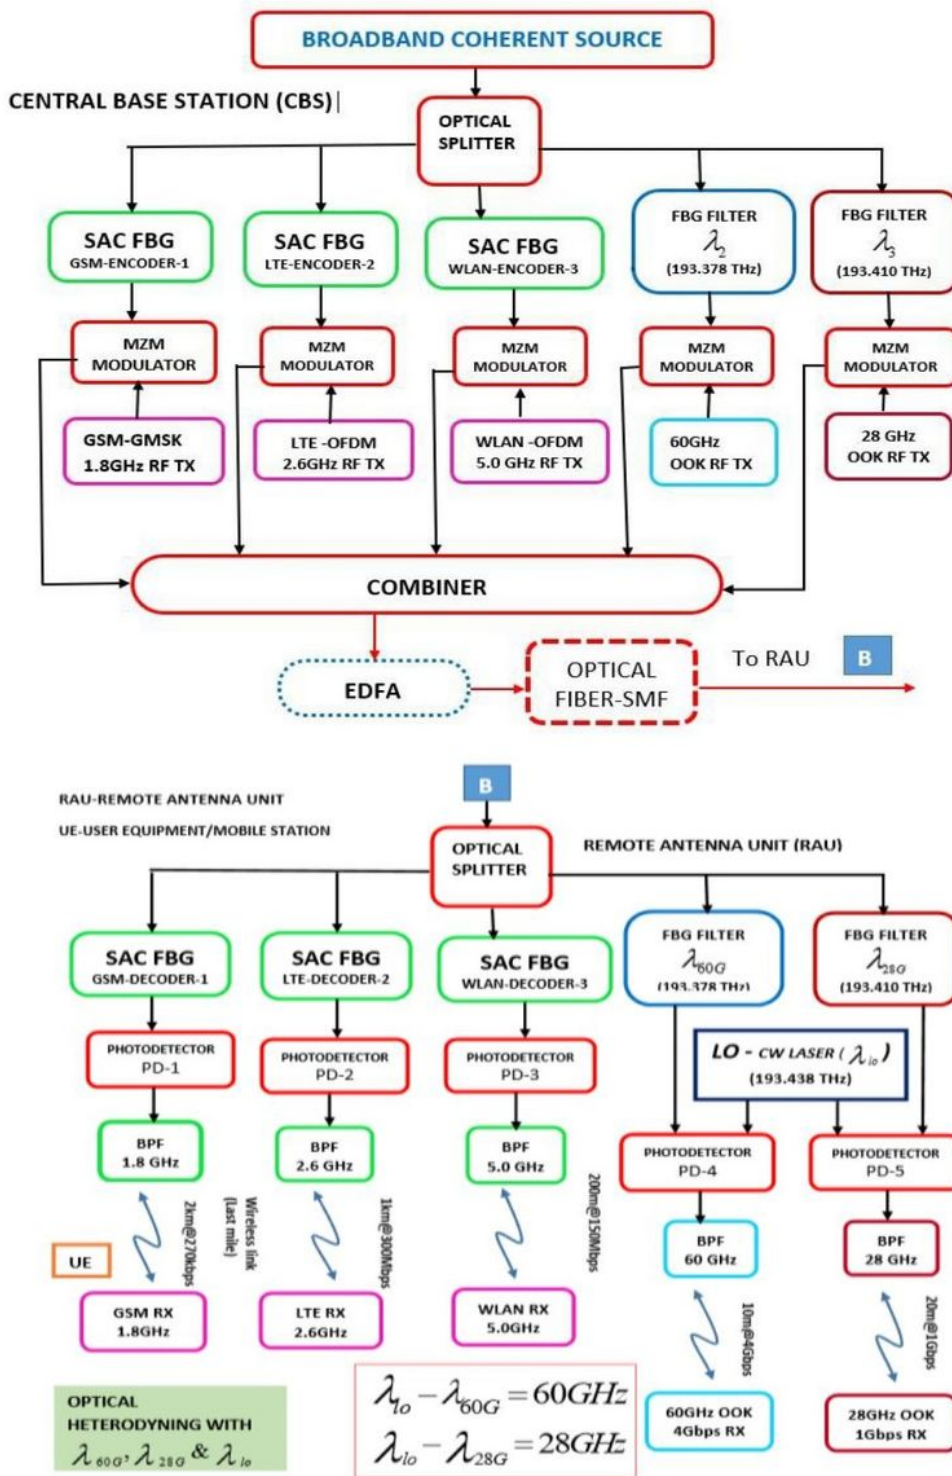 BROADBAND COHERENT SOURCE
CENTRAL BASE STATION (CBS)|
OPTICAL
SPLITTER
SAC FBG
GSM-ENCODER-1
SAC FBG
LTE-ENCODER-2
SAC FBG
WLAN-ENCODER-3
FBG FILTER
λ2
(193.378 THz)
FBG FILTER
λ3
(193.410 THz)
MZM
MODULATOR
MZM
MODULATOR
MZM
MODULATOR
MZM
MODULATOR
MZM
MODULATOR
GSM-GMSK
1.8GHz RF TX
LTE -OFDM
2.6GHz RF TX
WLAN -OFDM
5.0 GHz RF TX
60GHz
OOK RF TX
28 GHz
OOK RF TX
COMBINER
EDFA
OPTICAL
FIBER-SMF
To RAU
B
B
RAU-REMOTE ANTENNA UNIT
UE-USER EQUIPMENT/MOBILE STATION
OPTICAL
SPLITTER
REMOTE ANTENNA UNIT (RAU)
SAC FBG
GSM-DECODER-1
SAC FBG
LTE-DECODER-2
SAC FBG
WLAN-DECODER-3
FBG FILTER
λ60G
(193.378 THz)
FBG FILTER
λ28G
(193.410 THz)
PHOTODETECTOR
PD-1
PHOTODETECTOR
PD-2
PHOTODETECTOR
PD-3
LO - CW LASER ( λlo )
(193.438 THz)
PHOTODETECTOR
PD-4
PHOTODETECTOR
PD-5
BPF
1.8 GHz
BPF
2.6 GHz
BPF
5.0 GHz
BPF
60 GHz
BPF
28 GHz
2km@270kbps
Wireless link
(Last mile)
1km@300Mbps
200m@150Mbps
10m@4Gbps
20m@1Gbps
UE
GSM RX
1.8GHz
LTE RX
2.6GHz
WLAN RX
5.0GHz
60GHz OOK
4Gbps RX
28GHz OOK
1Gbps RX
OPTICAL
HETERODYNING WITH
λ60G, λ28G & λlo
λlo − λ60G = 60GHz
λlo − λ28G = 28GHz